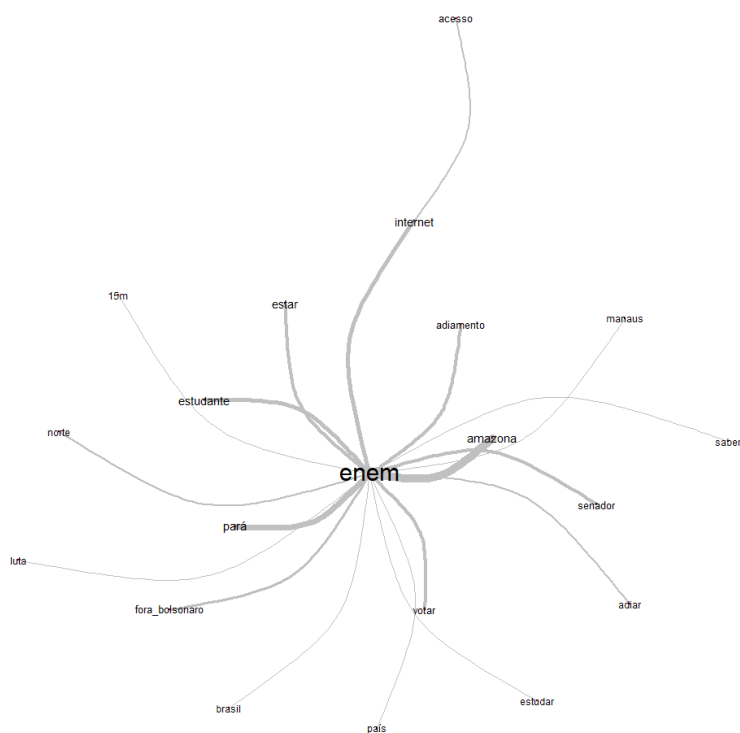 acesso
internet
15m
estar
manaus
adiamento
estudante
norte
amazona
saber
enem
senador
pará
luta
adiar
fora_bolsonaro
votar
estudar
brasil
país